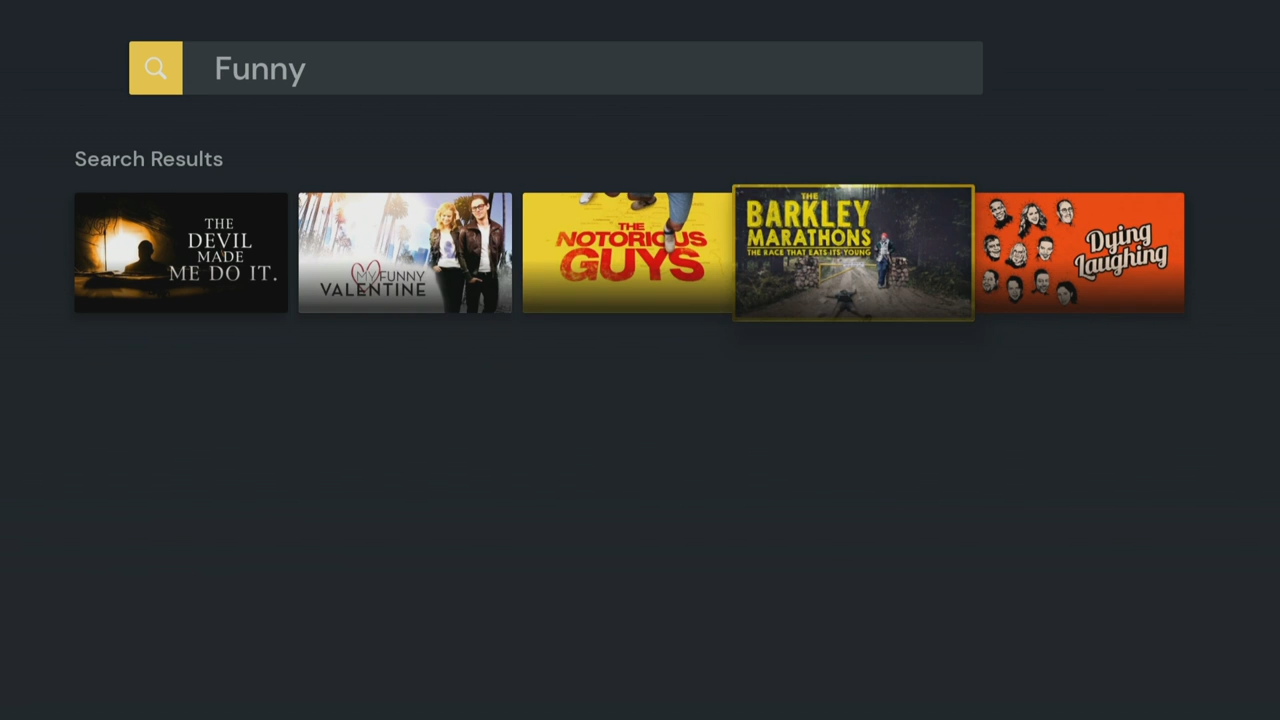 Funny
Search Results
THE
DEVIL
MADE
ME DO IT.
MY FUNNY
VALENTINE
THE
NOTORIOUS
GUYS
THE
BARKLEY
MARATHONS
THE RACE THAT EATS ITS YOUNG
Dying
Laughing